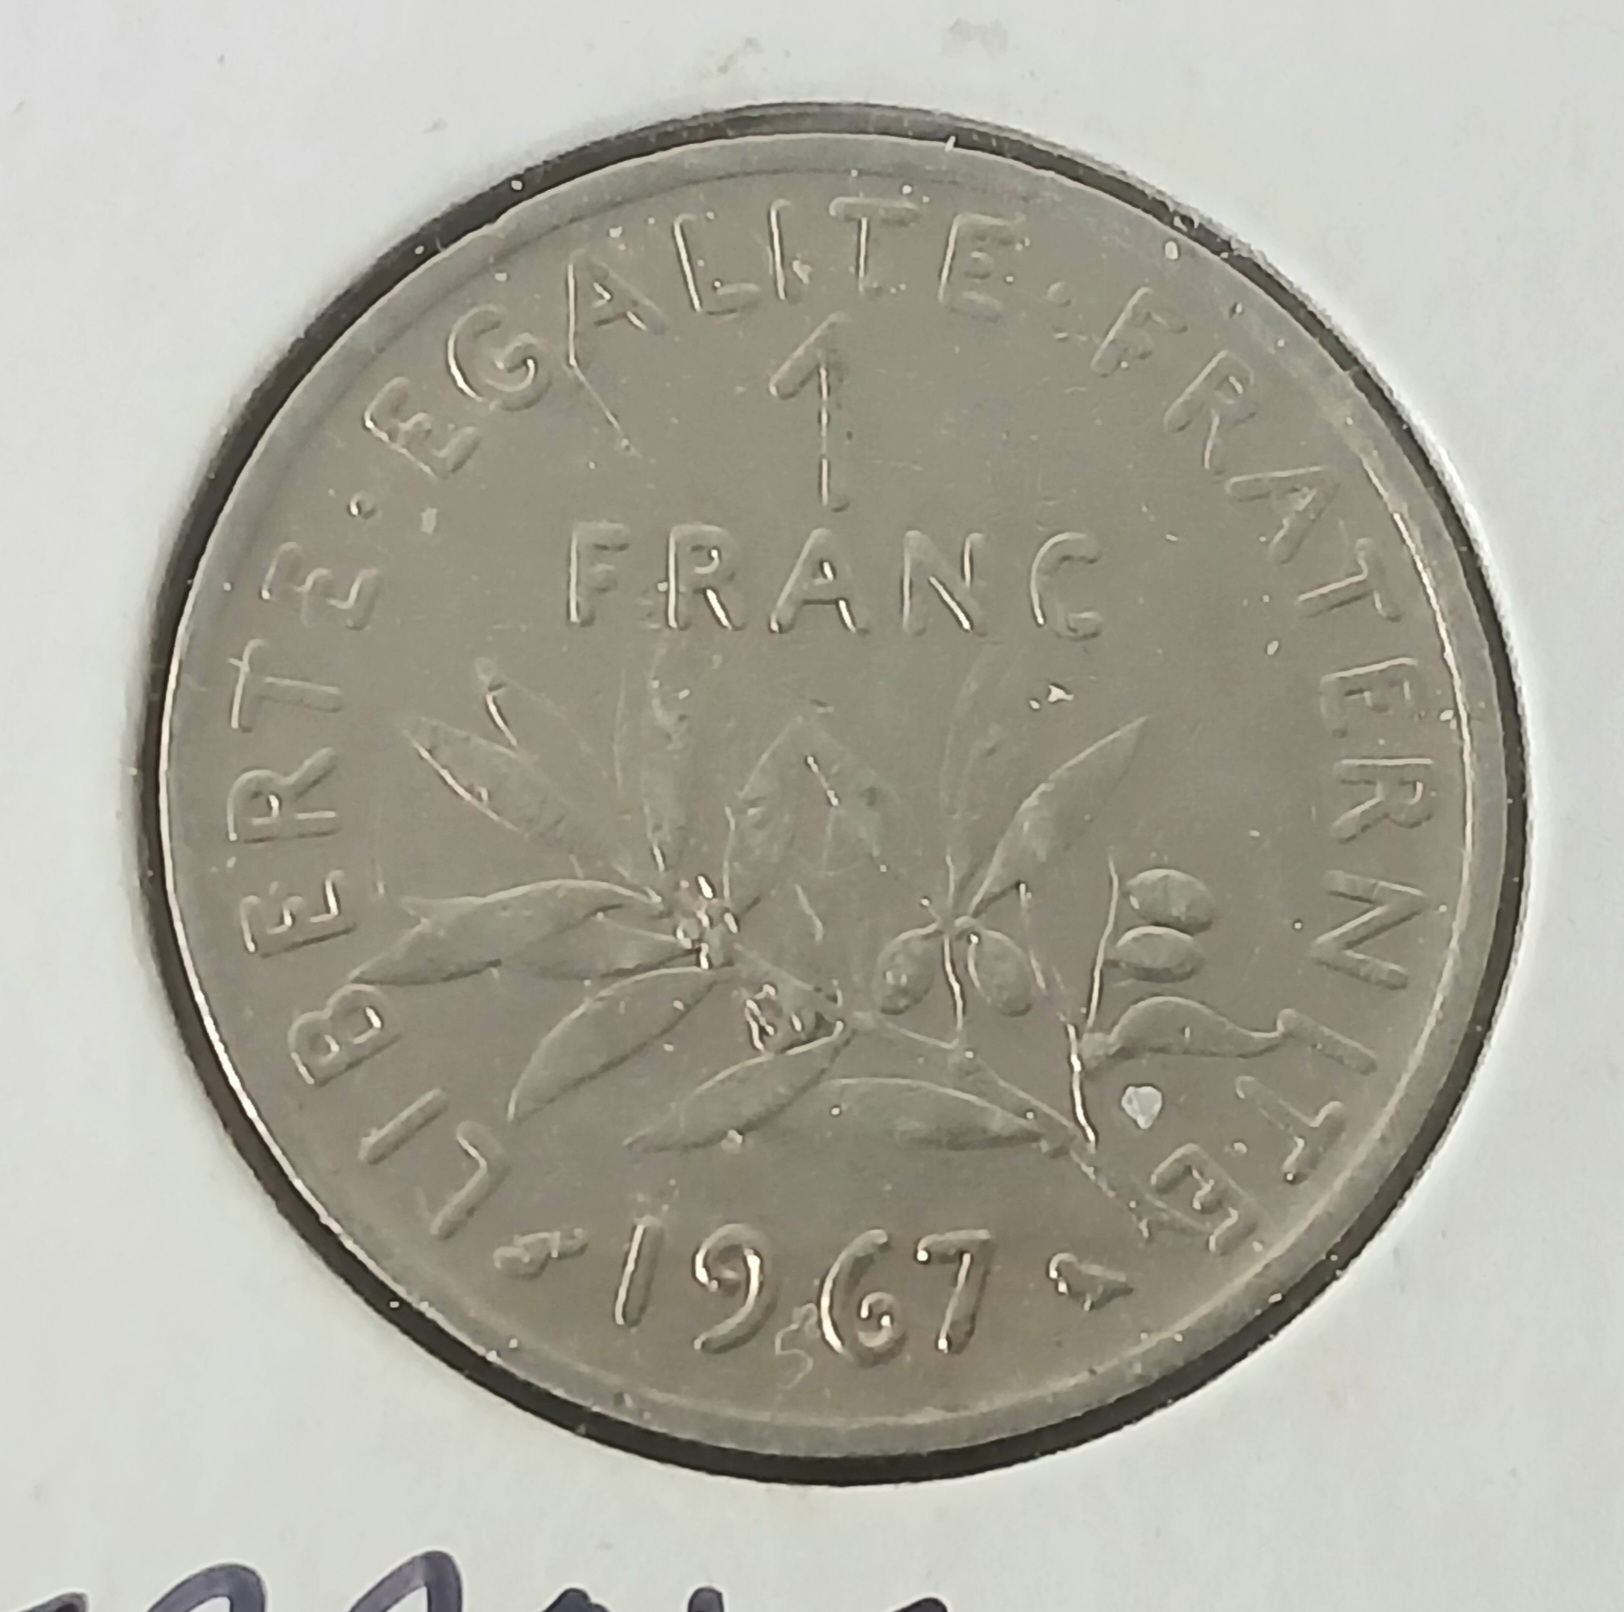 LIBERTE · EGALITE · FRATERNITE
1
FRANC
1967